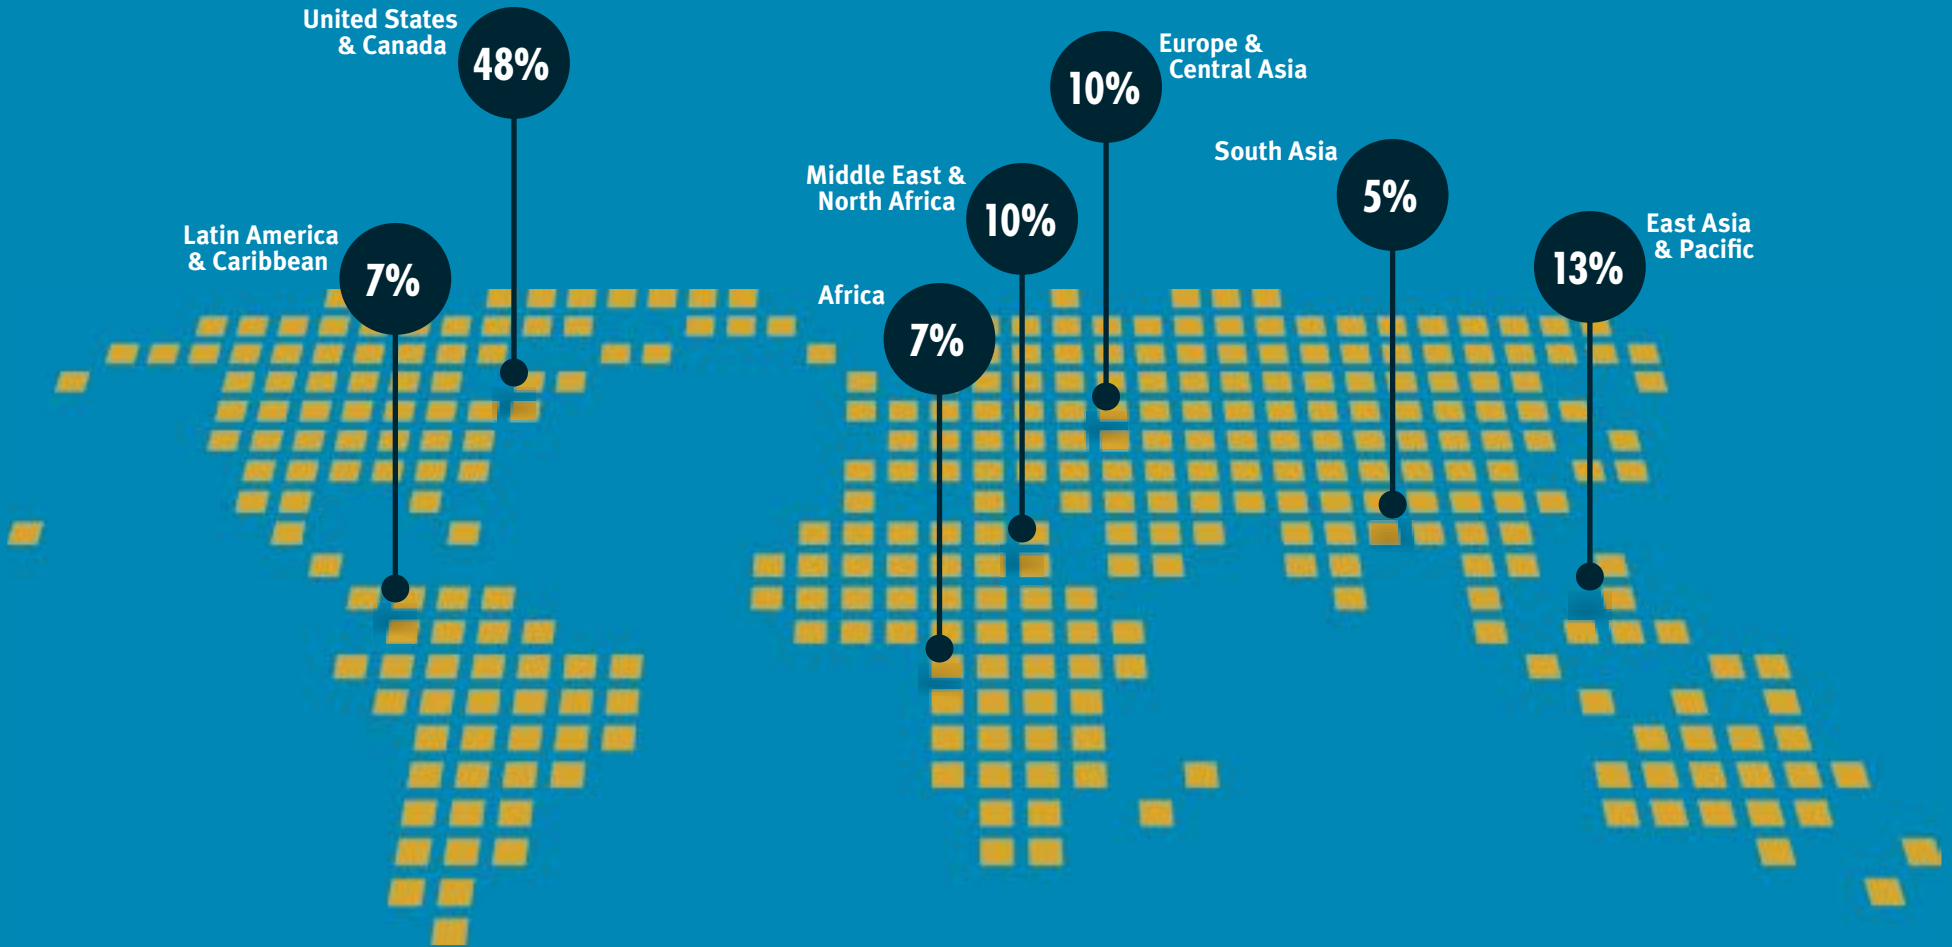 United States
& Canada
48%
Europe &
Central Asia
10%
South Asia
5%
Middle East &
North Africa
10%
East Asia
& Pacific
13%
Latin America
& Caribbean
7%
Africa
7%